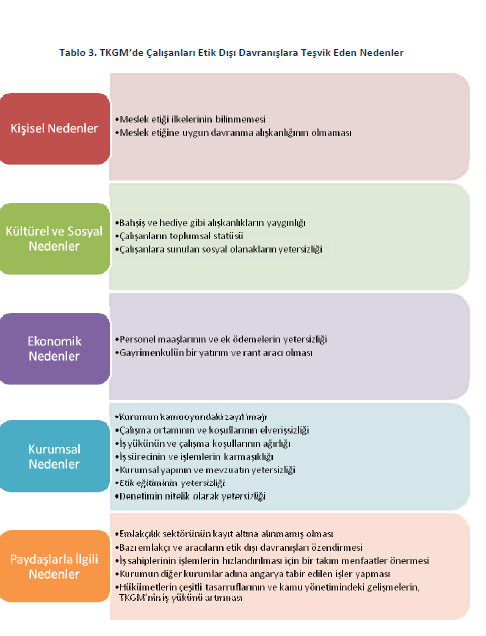 Tablo 3. TKGM'de Çalışanları Etik Dışı Davranışlara Teşvik Eden Nedenler
Kişisel Nedenler
•Meslek etiği ilkelerinin bilinmemesi
•Meslek etiğine uygun davranma alışkanlığının olmaması
Kültürel ve Sosyal
Nedenler
•Bahşiş ve hediye gibi alışkanlıkların yaygınlığı
•Çalışanların toplumsal statüsü
•Çalışanlara sunulan sosyal olanakların yetersizliği
Ekonomik
Nedenler
•Personel maaşlarının ve ek ödemelerin yetersizliği
•Gayrimenkulün bir yatırım ve rant aracı olması
Kurumsal
Nedenler
•Kurumun kamuoyundaki zayıf imajı
•Çalışma ortamının ve koşullarının elverişsizliği
•İş yükünün ve çalışma koşullarının ağırlığı
•İş sürecinin ve işlemlerin karmaşıklığı
•Kurumsal yapının ve mevzuatın yetersizliği
•Etik eğitiminin yetersizliği
•Denetimin nitelik olarak yetersizliği
Paydaşlarla İlgili
Nedenler
•Emlakçılık sektörünün kayıt altına alınmamış olması
•Bazı emlakçı ve aracıların etik dışı davranışları özendirmesi
•İş sahiplerinin işlemlerin hızlandırılması için bir takım menfaatler önermesi
•Kurumun diğer kurumlar adına angarya tabir edilen işler yapması
•Hükümetlerin çeşitli tasarruflarının ve kamu yönetimindeki gelişmelerin,
TKGM'nin iş yükünü artırması